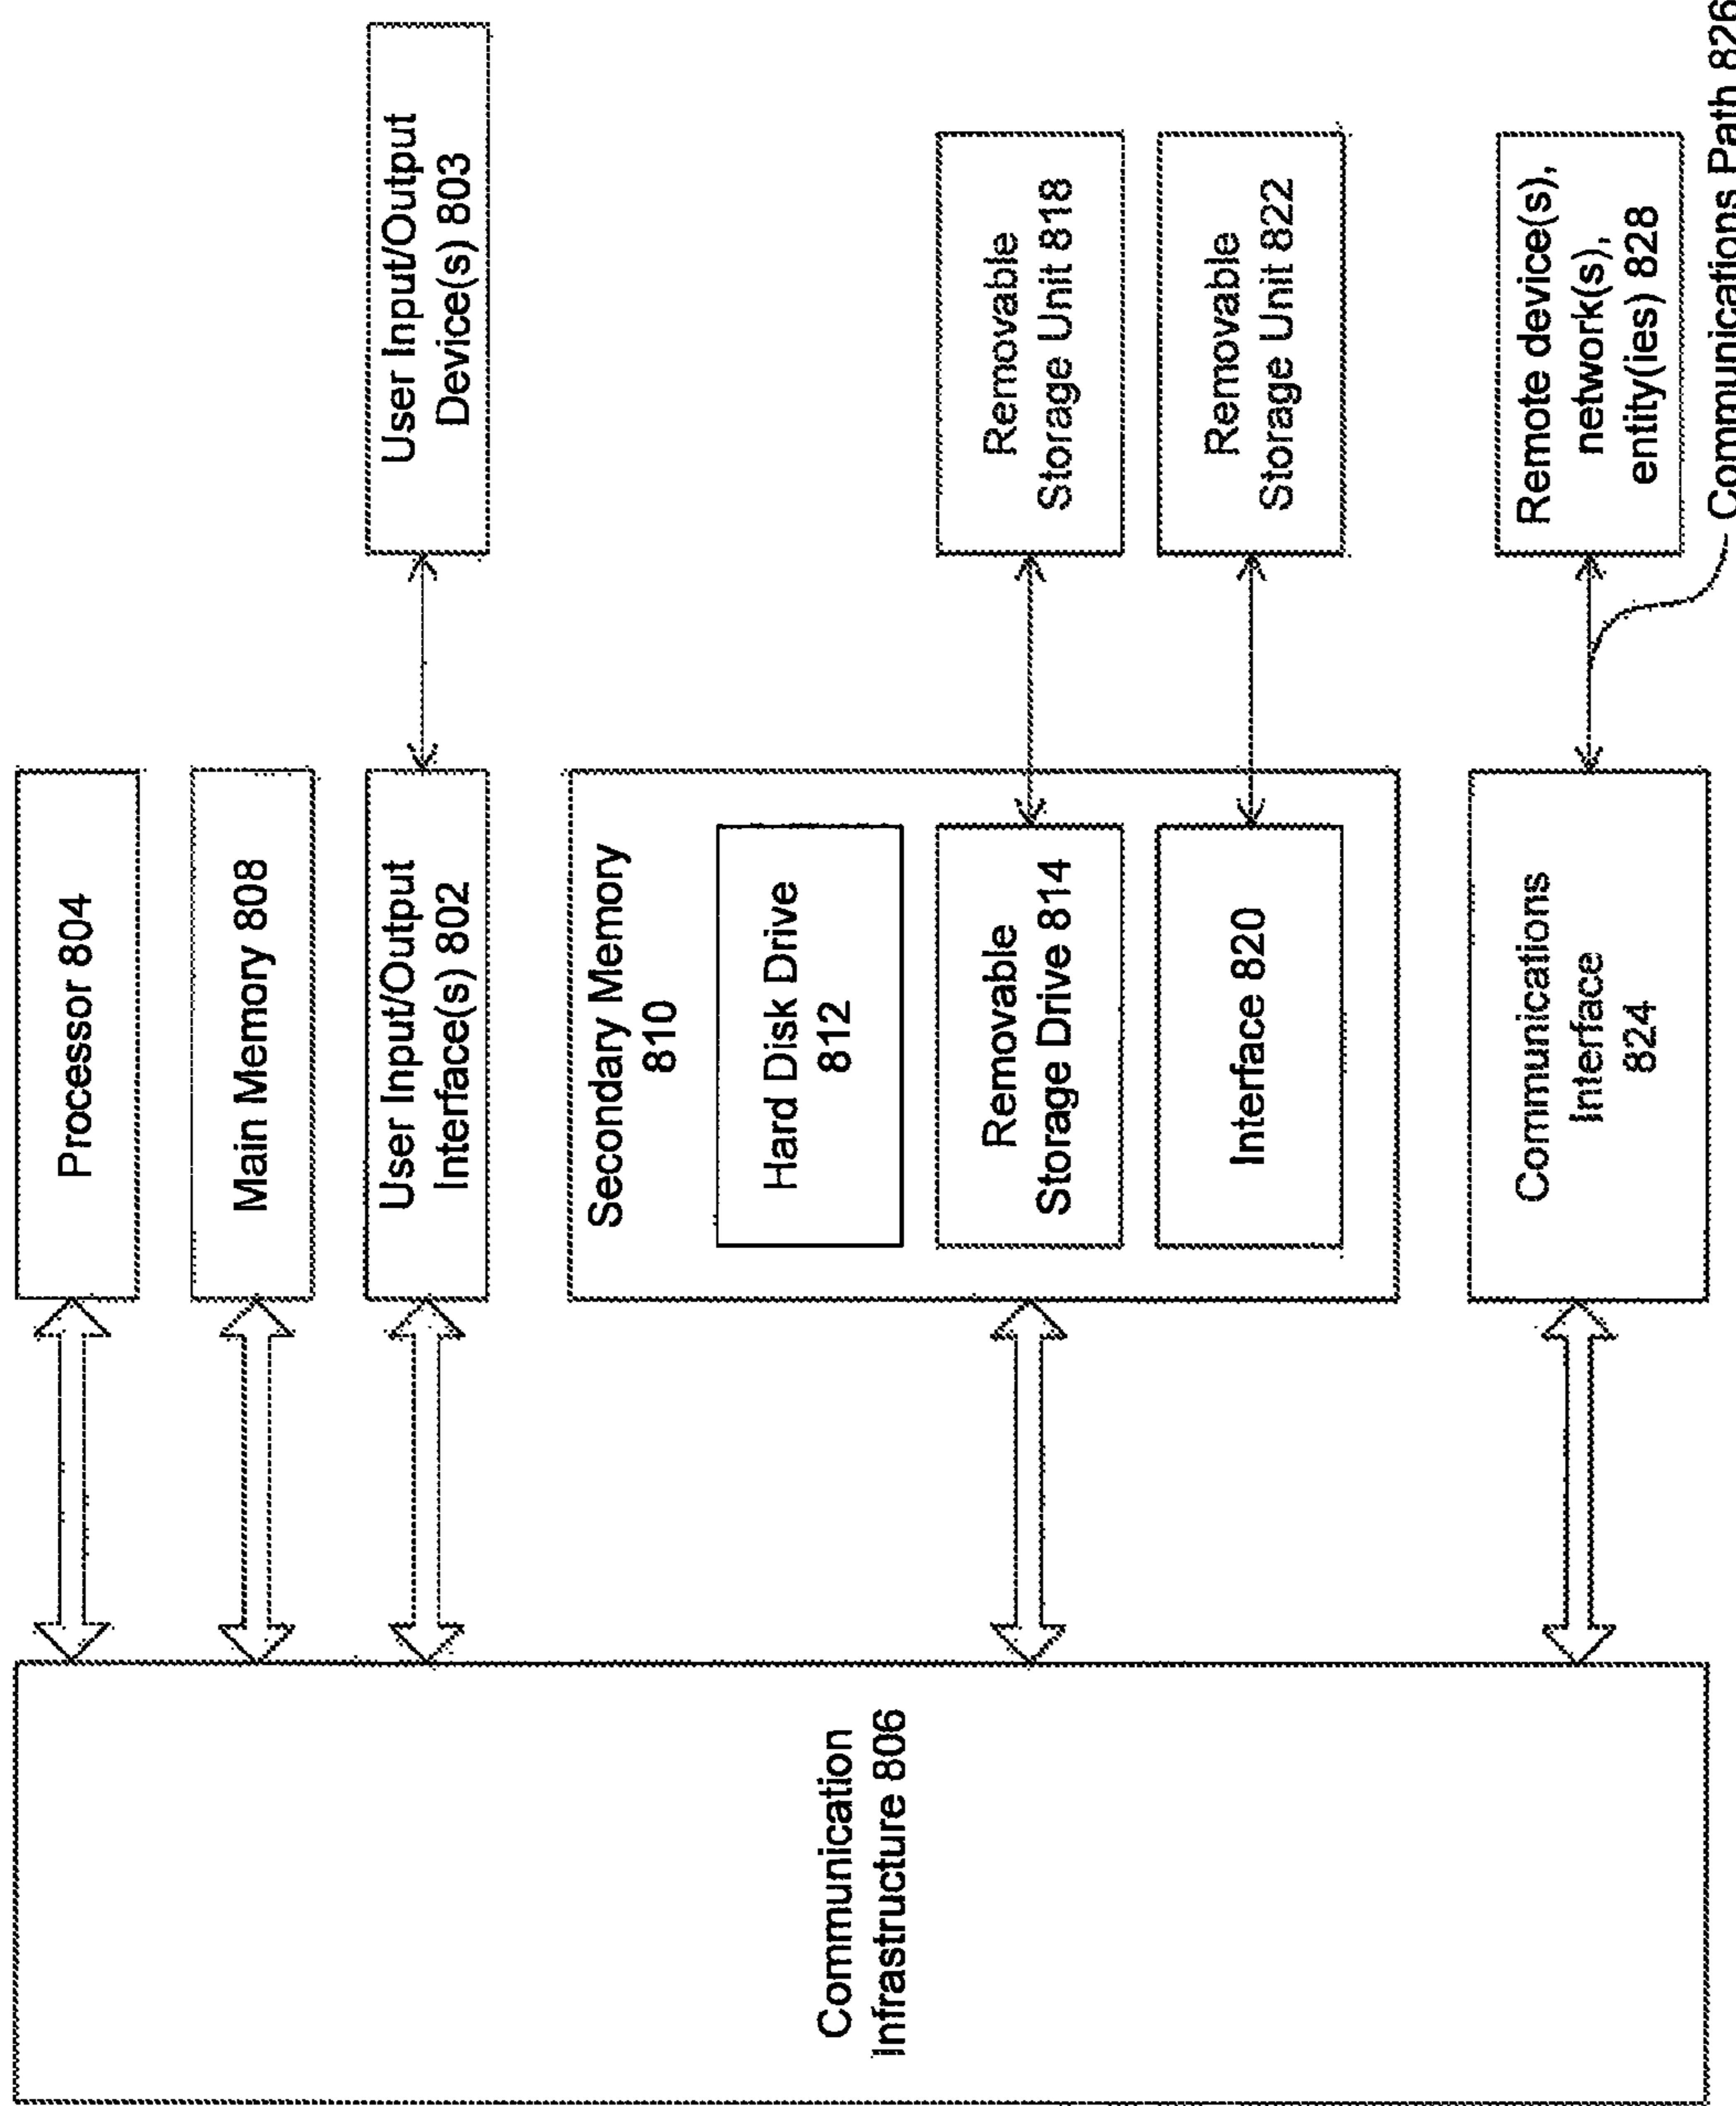 Processor 804
Main Memory 808
User Input/Output
Interface(s) 802
User Input/Output
Device(s) 803
Communication
Infrastructure 806
Secondary Memory
810
Hard Disk Drive
812
Removable
Storage Drive 814
Removable
Storage Unit 818
Interface 820
Removable
Storage Unit 822
Communications
Interface
824
Remote device(s),
network(s),
entity(ies) 828
Communications Path 826